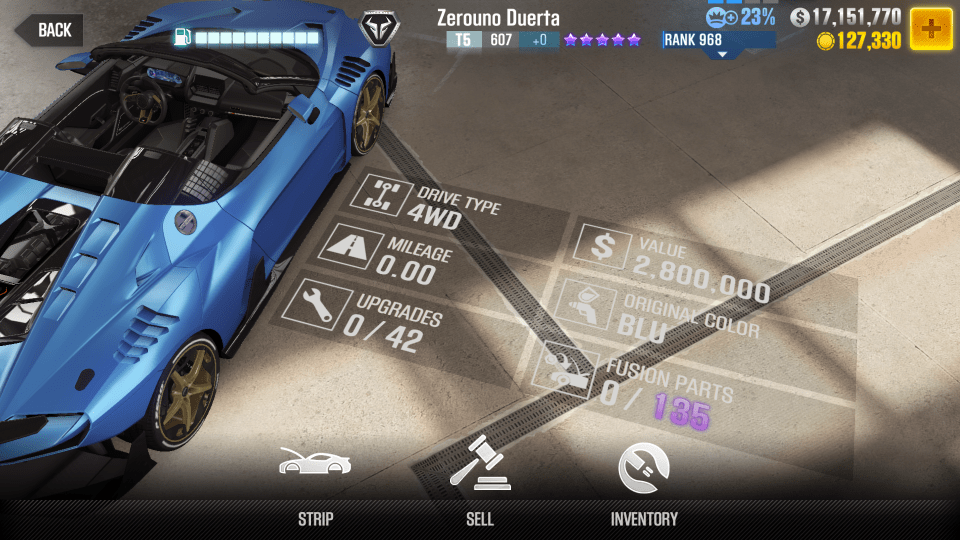 BACK
Zerouno Duerta
T5 607 +0
23%
17,151,770
127,330
RANK 968
DRIVE TYPE
4WD
MILEAGE
0.00
UPGRADES
0 / 42
VALUE
2.800,000
ORIGINAL COLOR
BLU
FUSION PARTS
0 / 135
STRIP
SELL
INVENTORY